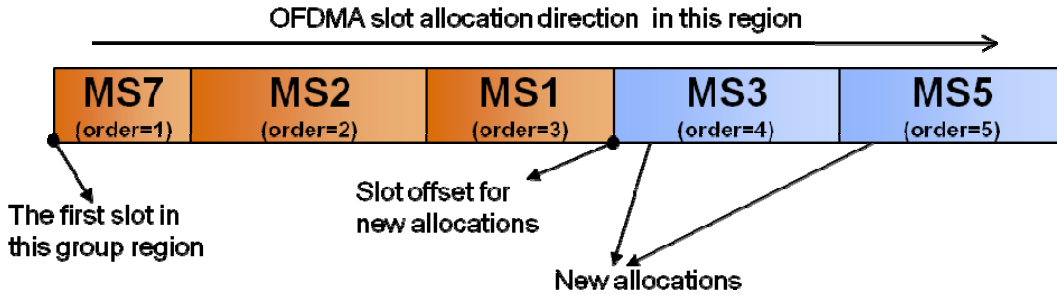 OFDMA slot allocation direction in this region
MS7
(order=1)
MS2
(order=2)
MS1
(order=3)
MS3
(order=4)
MS5
(order=5)
The first slot in
this group region
Slot offset for
new allocations
New allocations